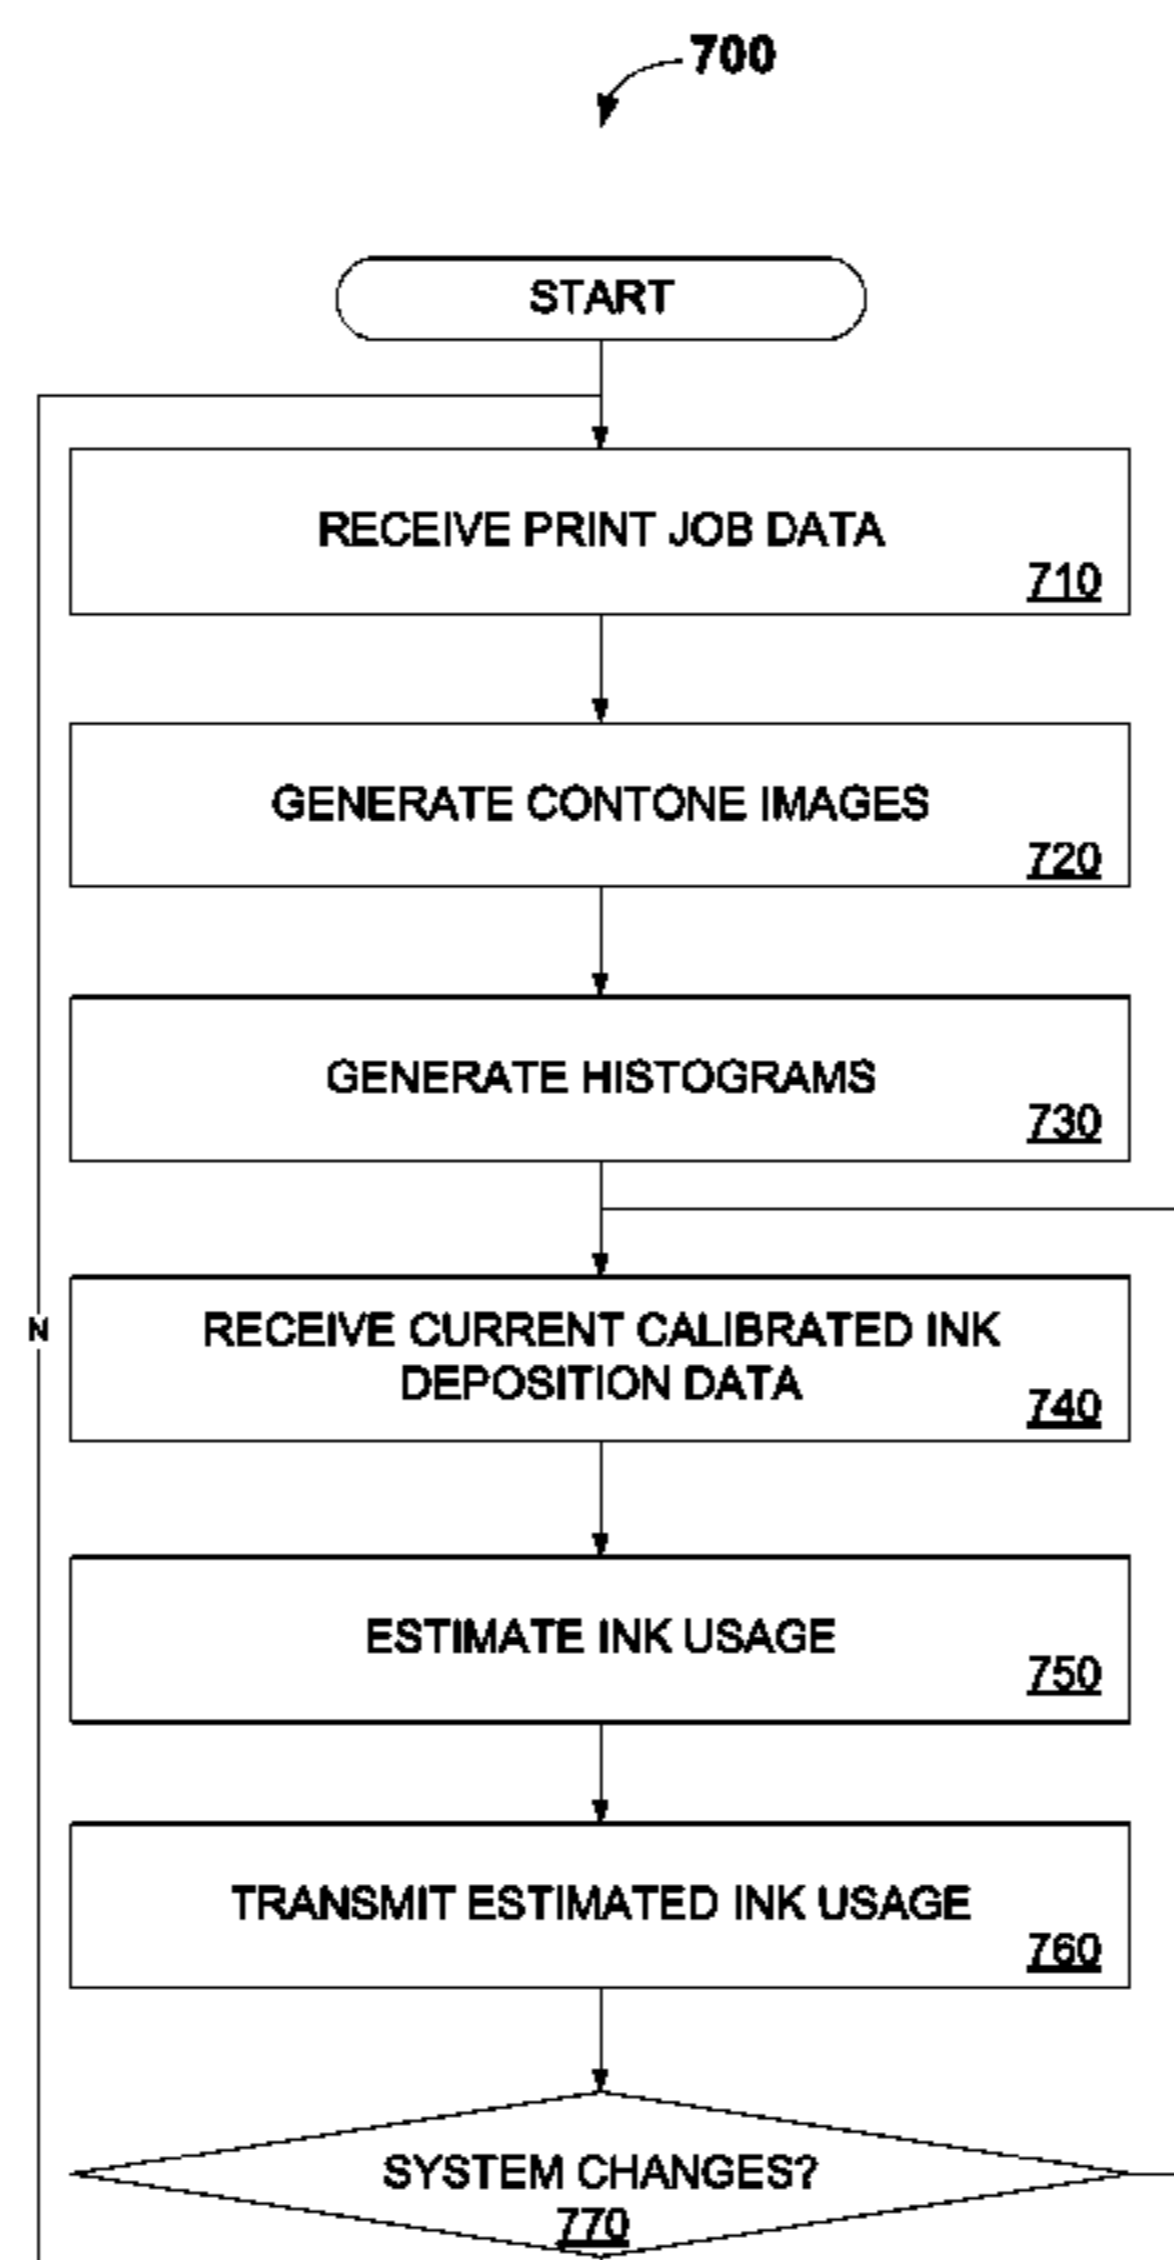 700
START
RECEIVE PRINT JOB DATA
710
GENERATE CONTONE IMAGES
720
GENERATE HISTOGRAMS
730
N
RECEIVE CURRENT CALIBRATED INK
DEPOSITION DATA
740
ESTIMATE INK USAGE
750
TRANSMIT ESTIMATED INK USAGE
760
SYSTEM CHANGES?
770